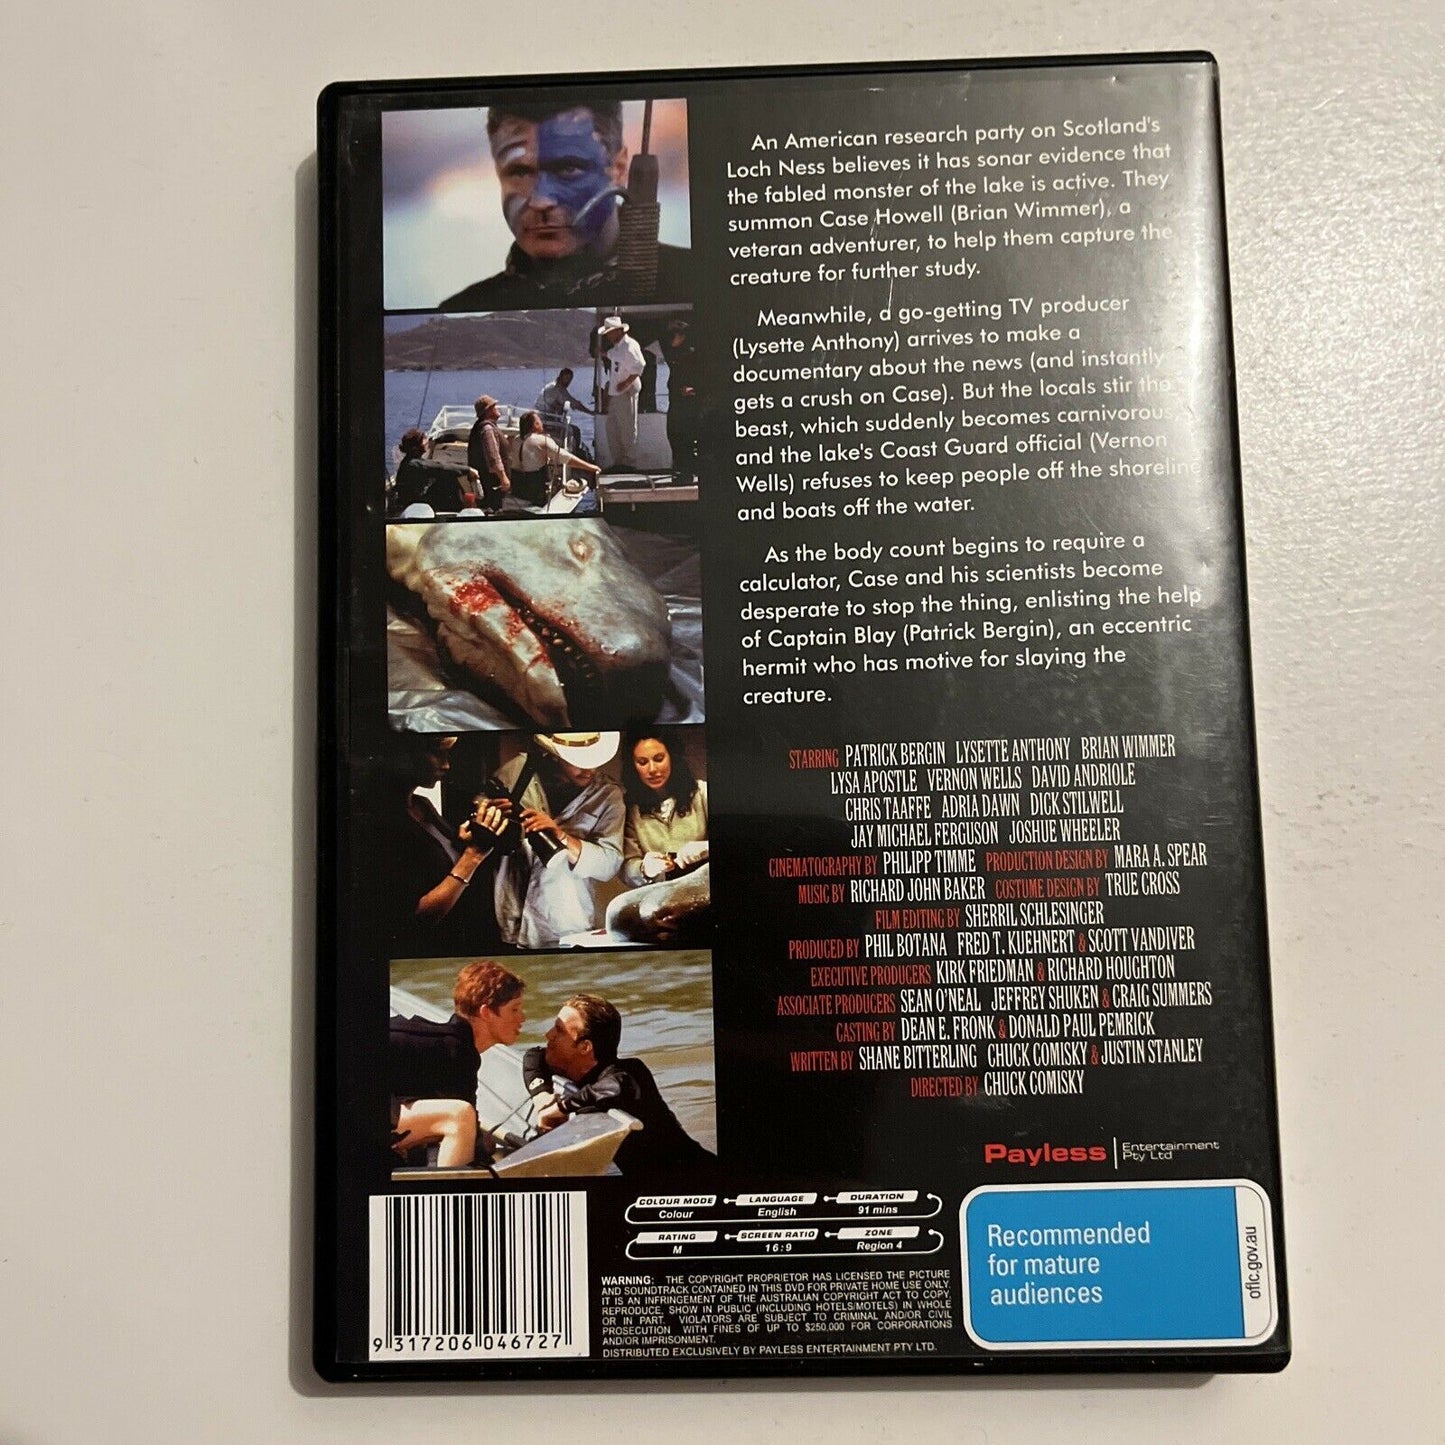 An American research party on Scotland's
Loch Ness believes it has sonar evidence that
the fabled monster of the lake is active. They
summon Case Howell (Brian Wimmer), a
veteran adventurer, to help them capture the
creature for further study.
Meanwhile, a go-getting TV producer
(Lysette Anthony) arrives to make a
documentary about the news (and instantly
gets a crush on Case). But the locals stir the
beast, which suddenly becomes carnivorous
and the lake's Coast Guard official (Vernon
Wells) refuses to keep people off the shoreline
and boats off the water.
As the body count begins to require a
calculator, Case and his scientists become
desperate to stop the thing, enlisting the help
of Captain Blay (Patrick Bergin), an eccentric
hermit who has motive for slaying the
creature.
STARRING PATRICK BERGIN LYSETTE ANTHONY BRIAN WIMMER
LYSA APOSTLE VERNON WELLS DAVID ANDRIOLE
CHRIS TAAFFE ADRIA DAWN DICK STILWELL
JAY MICHAEL FERGUSON JOSHUE WHEELER
CINEMATOGRAPHY BY PHILIPP TIMME PRODUCTION DESIGN BY MARA A. SPEAR
MUSIC BY RICHARD JOHN BAKER COSTUME DESIGN BY TRUE CROSS
FILM EDITING BY SHERRIL SCHLESINGER
PRODUCED BY PHIL BOTANA FRED T. KUEHNERT & SCOTT VANDIVER
EXECUTIVE PRODUCERS KIRK FRIEDMAN & RICHARD HOUGHTON
ASSOCIATE PRODUCERS SEAN O'NEAL JEFFREY SHUKEN & CRAIG SUMMERS
CASTING BY DEAN E. FRONK & DONALD PAUL PEMRICK
WRITTEN BY SHANE BITTERLING CHUCK COMISKY & JUSTIN STANLEY
DIRECTED BY CHUCK COMISKY
Payless Entertainment Pty Ltd
COLOUR MODE LANGUAGE DURATION
Colour English 91 mins
RATING SCREEN RATIO ZONE
M 16:9 Region 4
WARNING: THE COPYRIGHT PROPRIETOR HAS LICENSED THE PICTURE
AND SOUNDTRACK CONTAINED IN THIS DVD FOR PRIVATE HOME USE ONLY.
IT IS AN INFRINGEMENT OF THE AUSTRALIAN COPYRIGHT ACT TO COPY,
REPRODUCE, SHOW IN PUBLIC (INCLUDING HOTELS/MOTELS) IN WHOLE
OR IN PART. VIOLATORS ARE SUBJECT TO CRIMINAL AND/OR CIVIL
PROSECUTION WITH FINES OF UP TO $250,000 FOR CORPORATIONS
AND/OR IMPRISONMENT.
DISTRIBUTED EXCLUSIVELY BY PAYLESS ENTERTAINMENT PTY LTD.
9 317206 046727
Recommended
for mature
audiences
oflc.gov.au